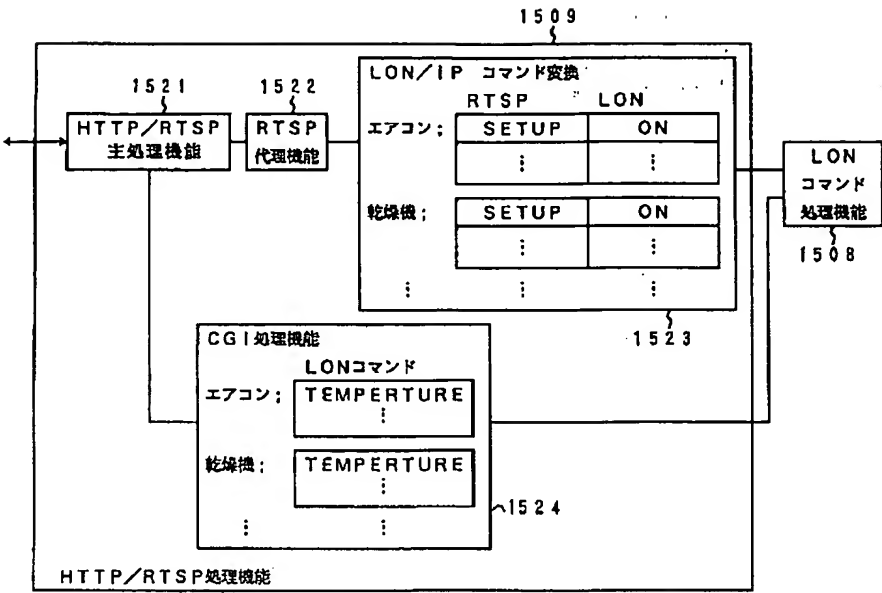 1509
LON/IP コマンド変換
1521
1522
RTSP LON
HTTP/RTSP
主処理機能
RTSP
代理機能
エアコン; SETUP ON
⋮ ⋮
LON
コマンド
処理機能
1508
乾燥機; SETUP ON
⋮ ⋮
⋮ ⋮ ⋮
1523
CGI処理機能
LONコマンド
エアコン; TEMPERTURE
⋮
乾燥機; TEMPERTURE
⋮
1524
⋮ ⋮
HTTP/RTSP処理機能